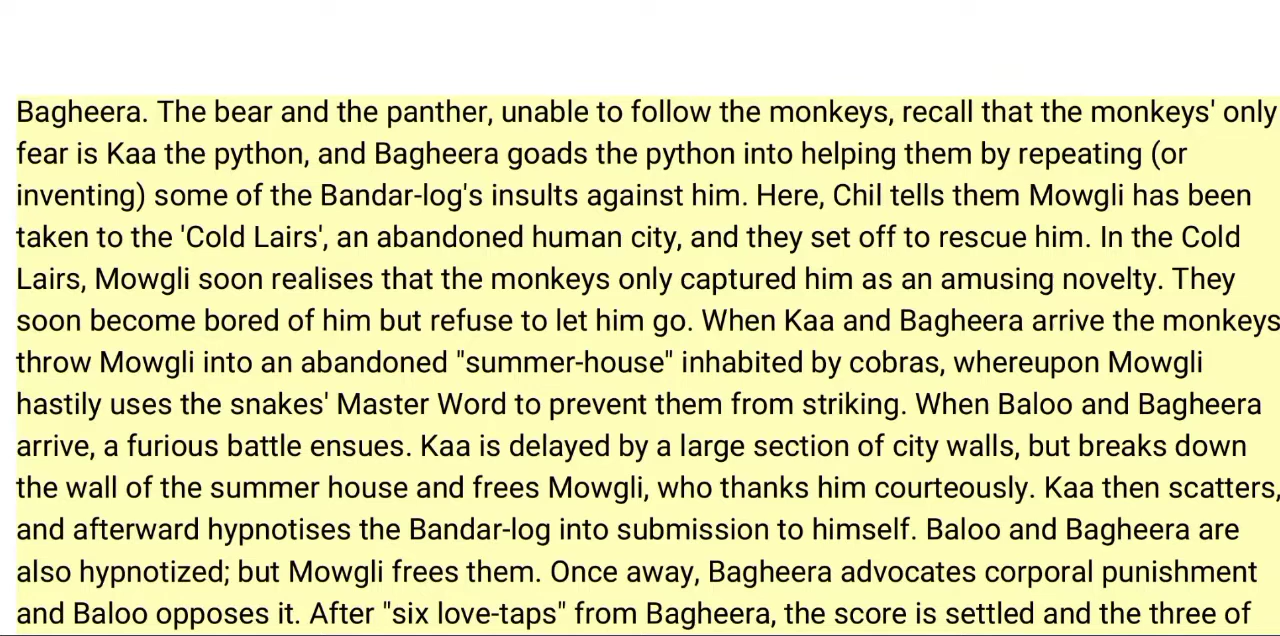 Bagheera. The bear and the panther, unable to follow the monkeys, recall that the monkeys' only
fear is Kaa the python, and Bagheera goads the python into helping them by repeating (or
inventing) some of the Bandar-log's insults against him. Here, Chil tells them Mowgli has been
taken to the 'Cold Lairs', an abandoned human city, and they set off to rescue him. In the Cold
Lairs, Mowgli soon realises that the monkeys only captured him as an amusing novelty. They
soon become bored of him but refuse to let him go. When Kaa and Bagheera arrive the monkeys
throw Mowgli into an abandoned "summer-house" inhabited by cobras, whereupon Mowgli
hastily uses the snakes' Master Word to prevent them from striking. When Baloo and Bagheera
arrive, a furious battle ensues. Kaa is delayed by a large section of city walls, but breaks down
the wall of the summer house and frees Mowgli, who thanks him courteously. Kaa then scatters,
and afterward hypnotises the Bandar-log into submission to himself. Baloo and Bagheera are
also hypnotized; but Mowgli frees them. Once away, Bagheera advocates corporal punishment
and Baloo opposes it. After "six love-taps" from Bagheera, the score is settled and the three of